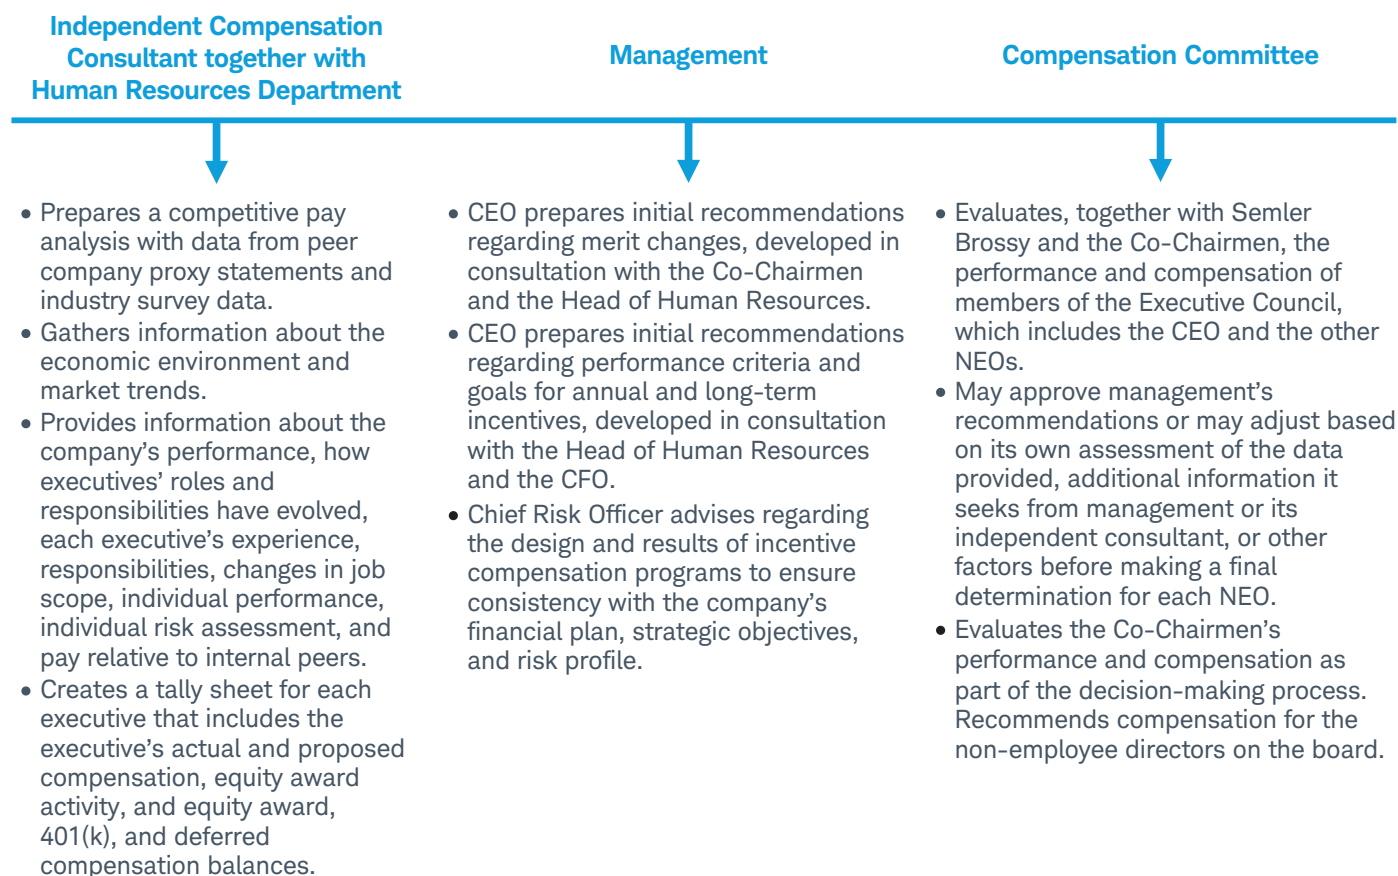 Independent Compensation
Consultant together with
Human Resources Department
Management
Compensation Committee
• Prepares a competitive pay
analysis with data from peer
company proxy statements and
industry survey data.
• Gathers information about the
economic environment and
market trends.
• Provides information about the
company’s performance, how
executives’ roles and
responsibilities have evolved,
each executive’s experience,
responsibilities, changes in job
scope, individual performance,
individual risk assessment, and
pay relative to internal peers.
• Creates a tally sheet for each
executive that includes the
executive’s actual and proposed
compensation, equity award
activity, and equity award,
401(k), and deferred
compensation balances.
• CEO prepares initial recommendations
regarding merit changes, developed in
consultation with the Co-Chairmen
and the Head of Human Resources.
• CEO prepares initial recommendations
regarding performance criteria and
goals for annual and long-term
incentives, developed in consultation
with the Head of Human Resources
and the CFO.
• Chief Risk Officer advises regarding
the design and results of incentive
compensation programs to ensure
consistency with the company’s
financial plan, strategic objectives,
and risk profile.
• Evaluates, together with Semler
Brossy and the Co-Chairmen, the
performance and compensation of
members of the Executive Council,
which includes the CEO and the other
NEOs.
• May approve management’s
recommendations or may adjust based
on its own assessment of the data
provided, additional information it
seeks from management or its
independent consultant, or other
factors before making a final
determination for each NEO.
• Evaluates the Co-Chairmen’s
performance and compensation as
part of the decision-making process.
Recommends compensation for the
non-employee directors on the board.